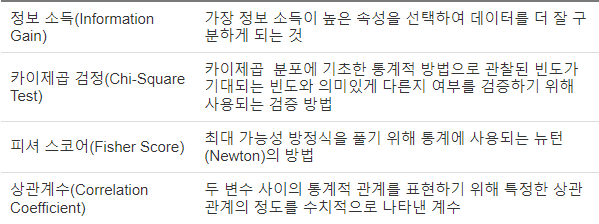 정보 소득(Information
Gain)
가장 정보 소득이 높은 속성을 선택하여 데이터를 더 잘 구
분하게 되는 것
카이제곱 검정(Chi-Square
Test)
카이제곱  분포에 기초한 통계적 방법으로 관찰된 빈도가
기대되는 빈도와 의미있게 다른지 여부를 검증하기 위해
사용되는 검증 방법
피셔 스코어(Fisher Score)
최대 가능성 방정식을 풀기 위해 통계에 사용되는 뉴턴
(Newton)의 방법
상관계수(Correlation
Coefficient)
두 변수 사이의 통계적 관계를 표현하기 위해 특정한 상관
관계의 정도를 수치적으로 나타낸 계수